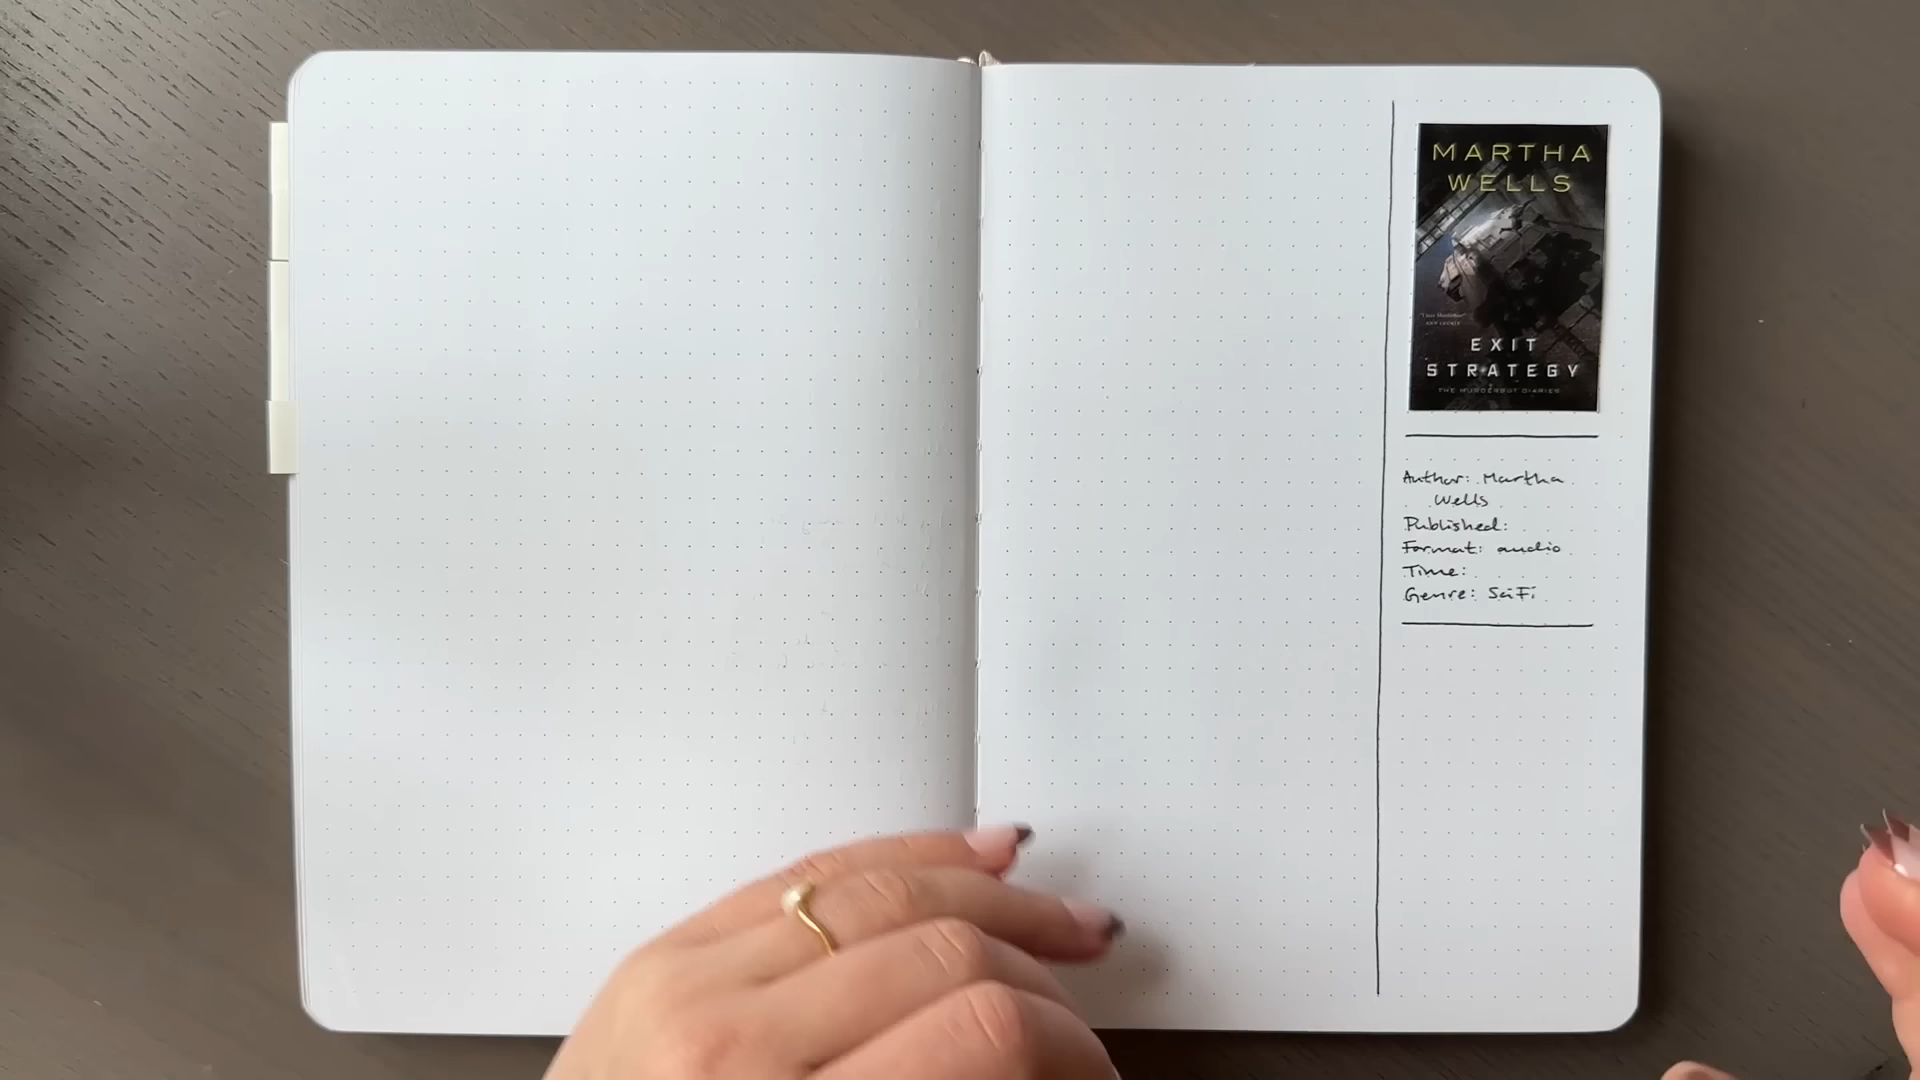 MARTHA
WELLS
EXIT
STRATEGY
THE MURDERBOT DIARIES
Author: Martha
Wells
Published:
Format: audio
Time:
Genre: SciFi